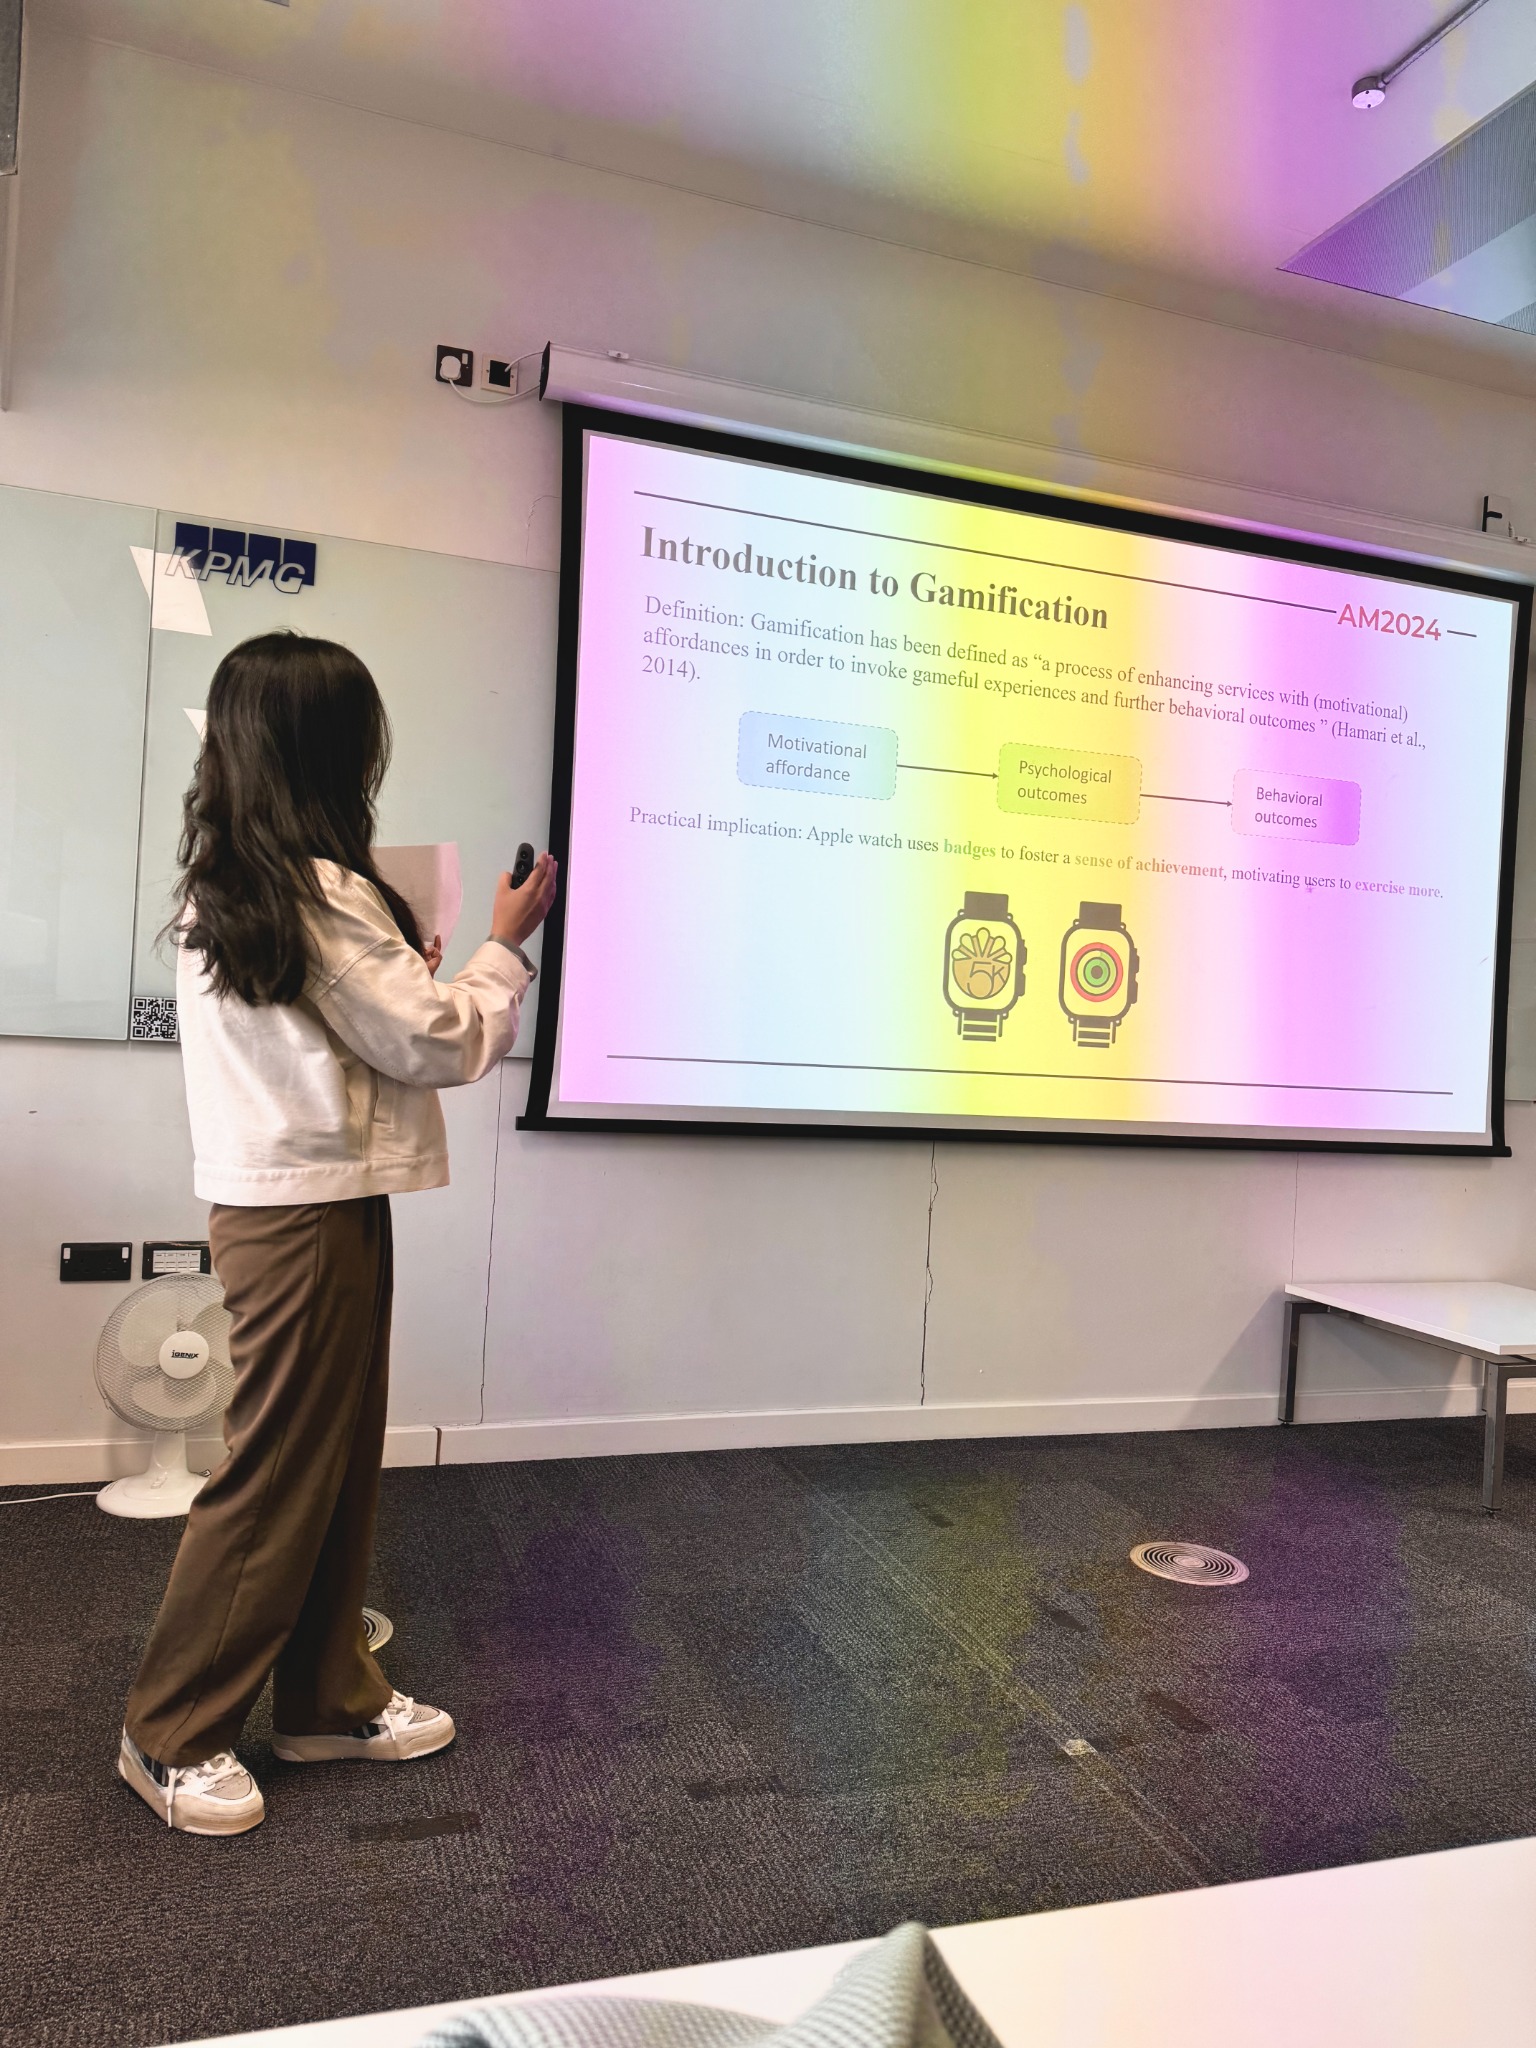 KPMG
Introduction to Gamification
AM2024
Definition: Gamification has been defined as “a process of enhancing services with (motivational)
affordances in order to invoke gameful experiences and further behavioral outcomes ” (Hamari et al.,
2014).
Motivational
affordance
Psychological
outcomes
Behavioral
outcomes
Practical implication: Apple watch uses badges to foster a sense of achievement, motivating users to exercise more.
5K
iGENIX